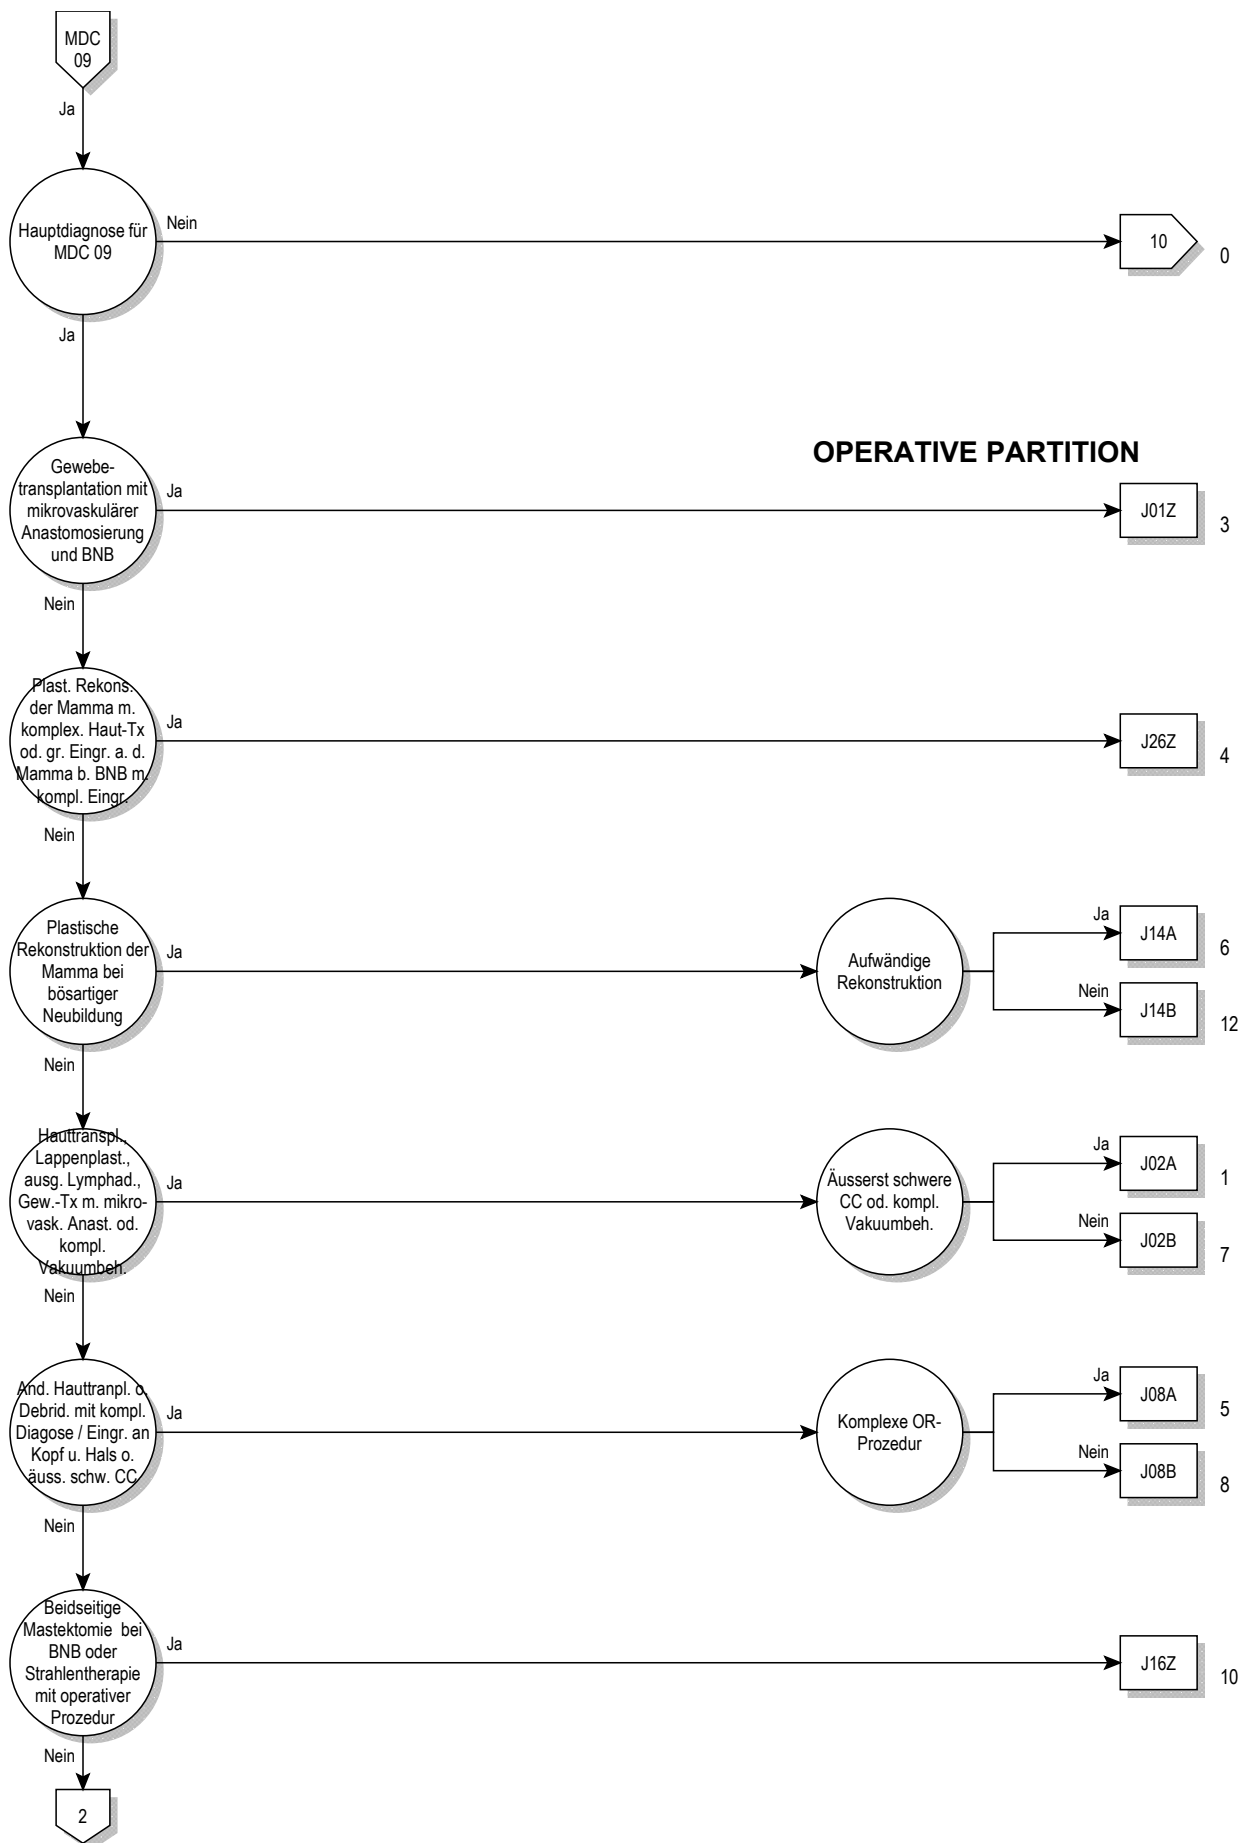 MDC
09
Ja
Hauptdiagnose für
MDC 09
Nein
10
0
Ja
OPERATIVE PARTITION
Gewebe-
transplantation mit
mikrovaskulärer
Anastomosierung
und BNB
Ja
J01Z
3
Nein
Plast. Rekons.
der Mamma m.
komplex. Haut-Tx
od. gr. Eingr. a. d.
Mamma b. BNB m.
kompl. Eingr.
Ja
J26Z
4
Nein
Plastische
Rekonstruktion der
Mamma bei
bösartiger
Neubildung
Ja
Aufwändige
Rekonstruktion
Ja
J14A
6
Nein
J14B
12
Nein
Hauttranspl.,
Lappenplast.,
ausg. Lymphad.,
Gew.-Tx m. mikro-
vask. Anast. od.
kompl.
Vakuumbeh.
Ja
Äusserst schwere
CC od. kompl.
Vakuumbeh.
Ja
J02A
1
Nein
J02B
7
Nein
And. Hauttranpl. o.
Debrid. mit kompl.
Diagose / Eingr. an
Kopf u. Hals o.
äuss. schw. CC
Ja
Komplexe OR-
Prozedur
Ja
J08A
5
Nein
J08B
8
Nein
Beidseitige
Mastektomie bei
BNB oder
Strahlentherapie
mit operativer
Prozedur
Ja
J16Z
10
Nein
2